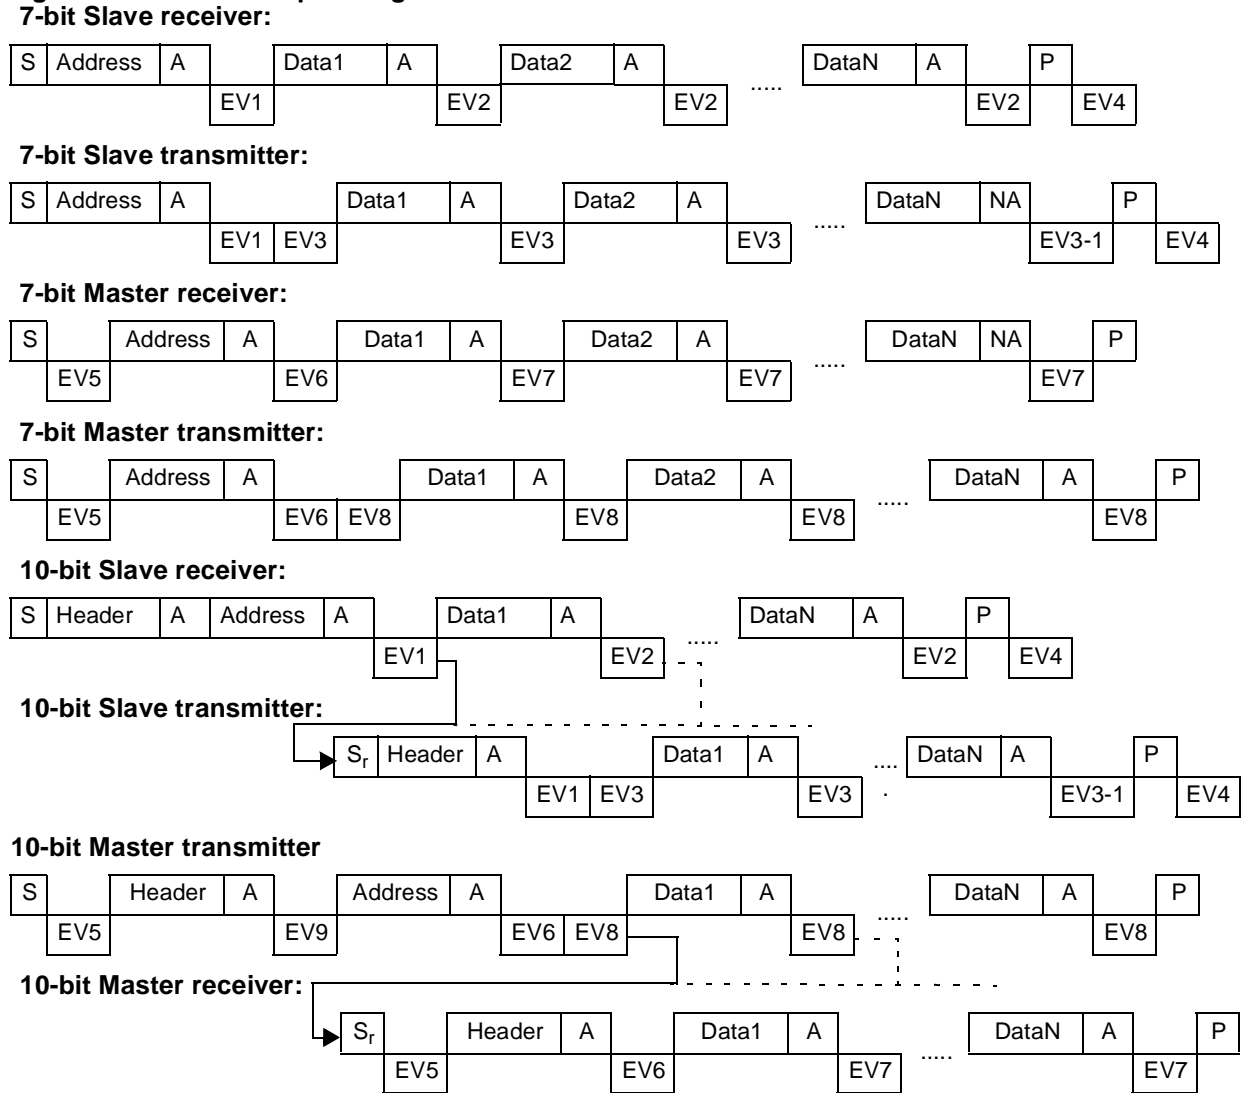 7-bit Slave receiver:
S Address A Data1 A Data2 A ..... DataN A P
EV1 EV2 EV2 EV2 EV4
7-bit Slave transmitter:
S Address A Data1 A Data2 A ..... DataN NA P
EV1 EV3 EV3 EV3 EV3-1 EV4
7-bit Master receiver:
S Address A Data1 A Data2 A ..... DataN NA P
EV5 EV6 EV7 EV7 EV7
7-bit Master transmitter:
S Address A Data1 A Data2 A ..... DataN A P
EV5 EV6 EV8 EV8 EV8 EV8
10-bit Slave receiver:
S Header A Address A Data1 A ..... DataN A P
EV1 EV2 EV2 EV4
10-bit Slave transmitter:
Sr Header A Data1 A .... DataN A P
EV1 EV3 EV3 . EV3-1 EV4
10-bit Master transmitter
S Header A Address A Data1 A ..... DataN A P
EV5 EV9 EV6 EV8 EV8 EV8
10-bit Master receiver:
Sr Header A Data1 A ..... DataN A P
EV5 EV6 EV7 EV7